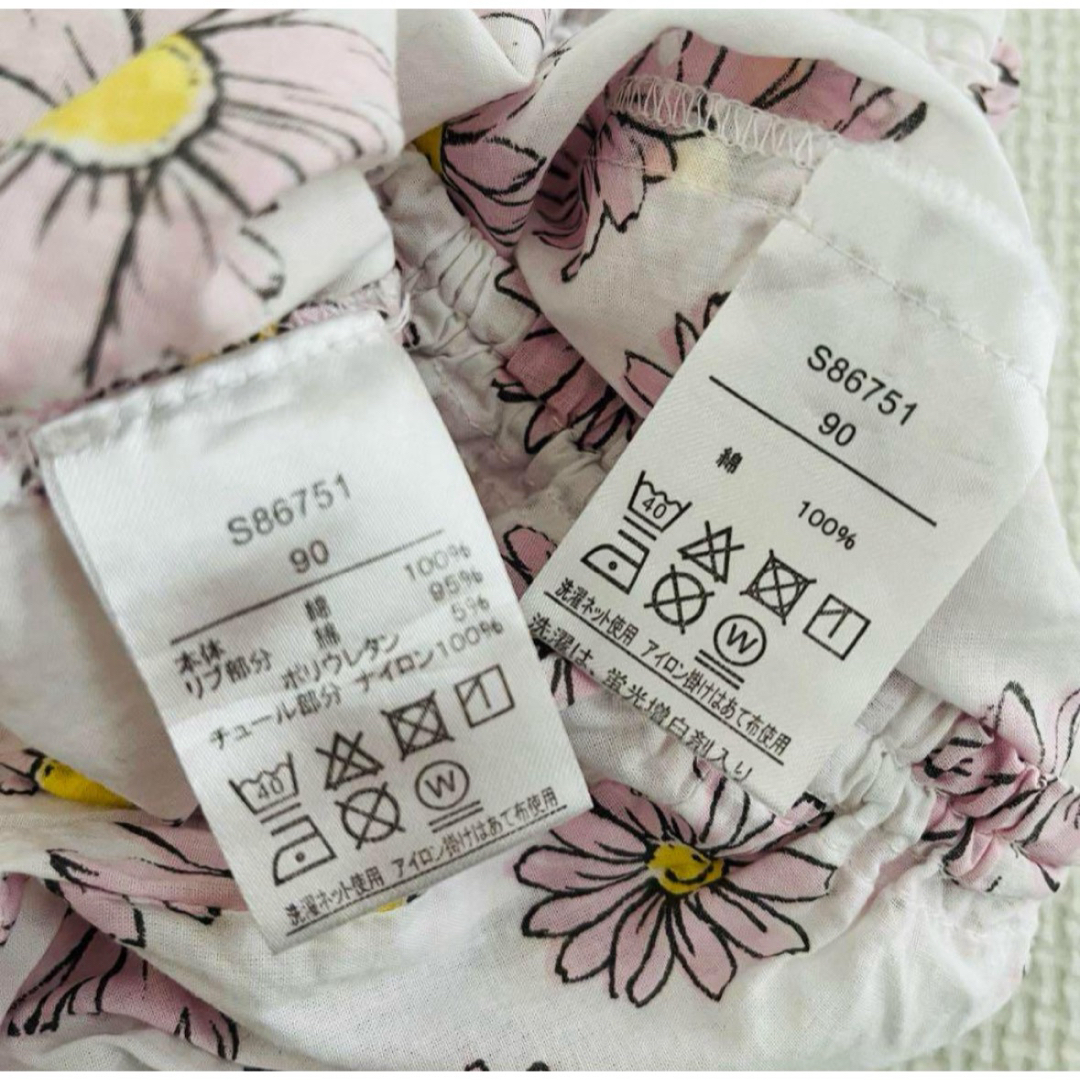 S86751
90
本体 綿 100%
リブ部分 綿 95%
ポリウレタン 5%
チュール部分 ナイロン100%
40
W
洗濯ネット使用 アイロン掛けはあて布使用
S86751
90
綿 100%
40
W
洗濯ネット使用 アイロン掛けはあて布使用
洗濯は、蛍光増白剤入り